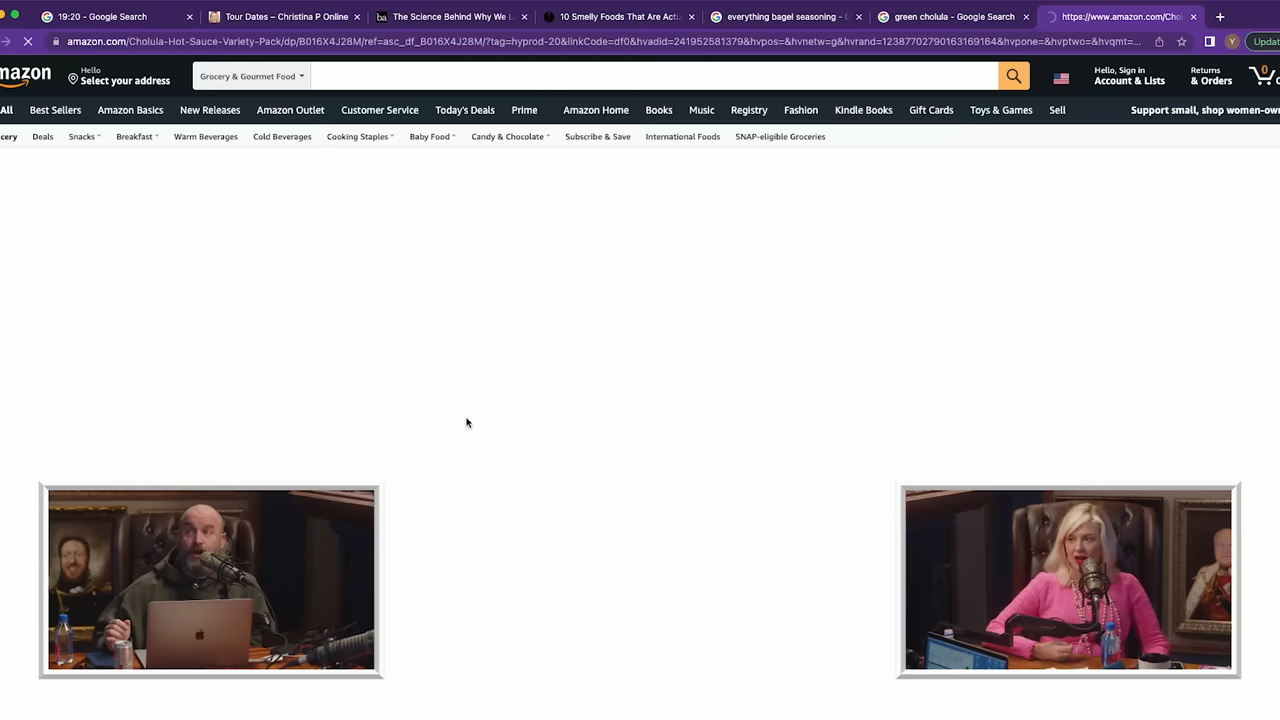 19:20 - Google Search
Tour Dates – Christina P Online
The Science Behind Why We L
10 Smelly Foods That Are Actu
everything bagel seasoning - G
green cholula - Google Search
https://www.amazon.com/Chol
amazon.com/Cholula-Hot-Sauce-Variety-Pack/dp/B016X4J28M/ref=asc_df_B016X4J28M/?tag=hyprod-20&linkCode=df0&hvadid=241952581379&hvpos=&hvnetw=g&hvrand=12387702790163169164&hvpone=&hvptwo=&hvqmt=...
Y
Updat
mazon
Hello
Select your address
Grocery & Gourmet Food
Hello, Sign in
Account & Lists
Returns
& Orders
0
All Best Sellers Amazon Basics New Releases Amazon Outlet Customer Service Today's Deals Prime Amazon Home Books Music Registry Fashion Kindle Books Gift Cards Toys & Games Sell Support small, shop women-own
cery Deals Snacks Breakfast Warm Beverages Cold Beverages Cooking Staples Baby Food Candy & Chocolate Subscribe & Save International Foods SNAP-eligible Groceries